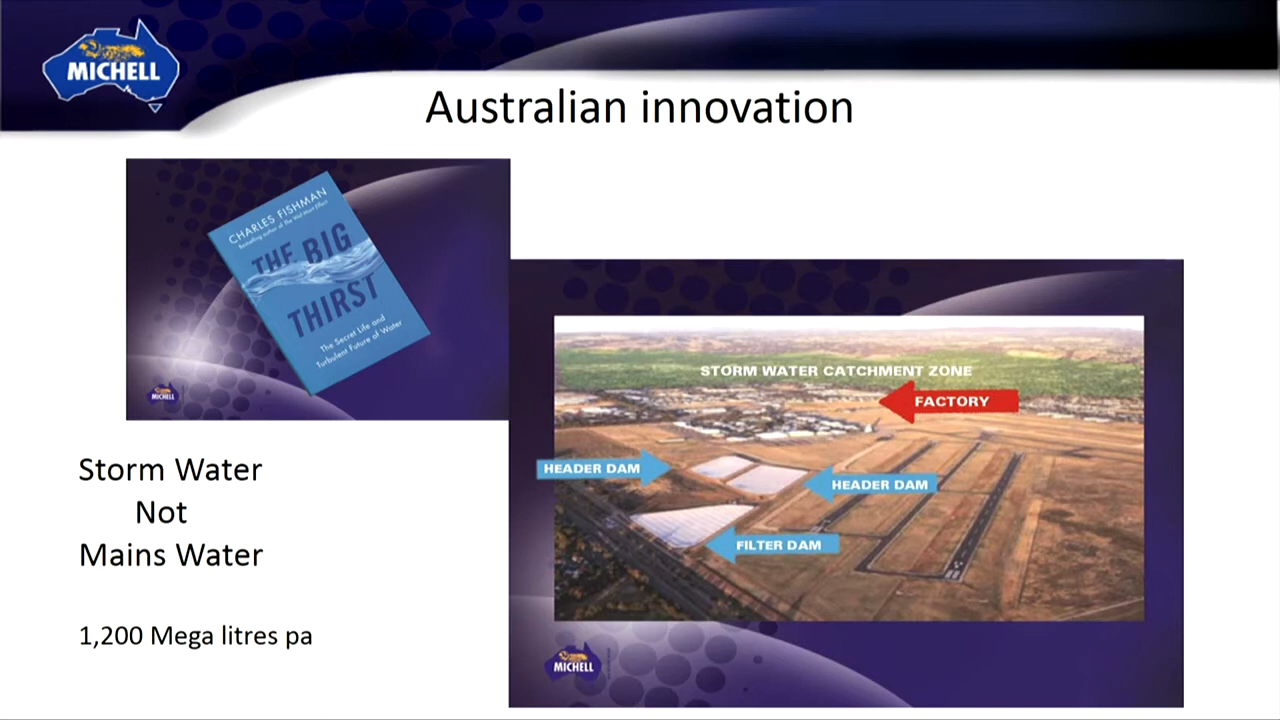 MICHELL
Australian innovation
CHARLES FISHMAN
Bestselling author of The Wal-Mart Effect
THE BIG
THIRST
The Secret Life and
Turbulent Future of Water
MICHELL
Storm Water
Not
Mains Water
1,200 Mega litres pa
STORM WATER CATCHMENT ZONE
FACTORY
HEADER DAM
HEADER DAM
FILTER DAM
MICHELL